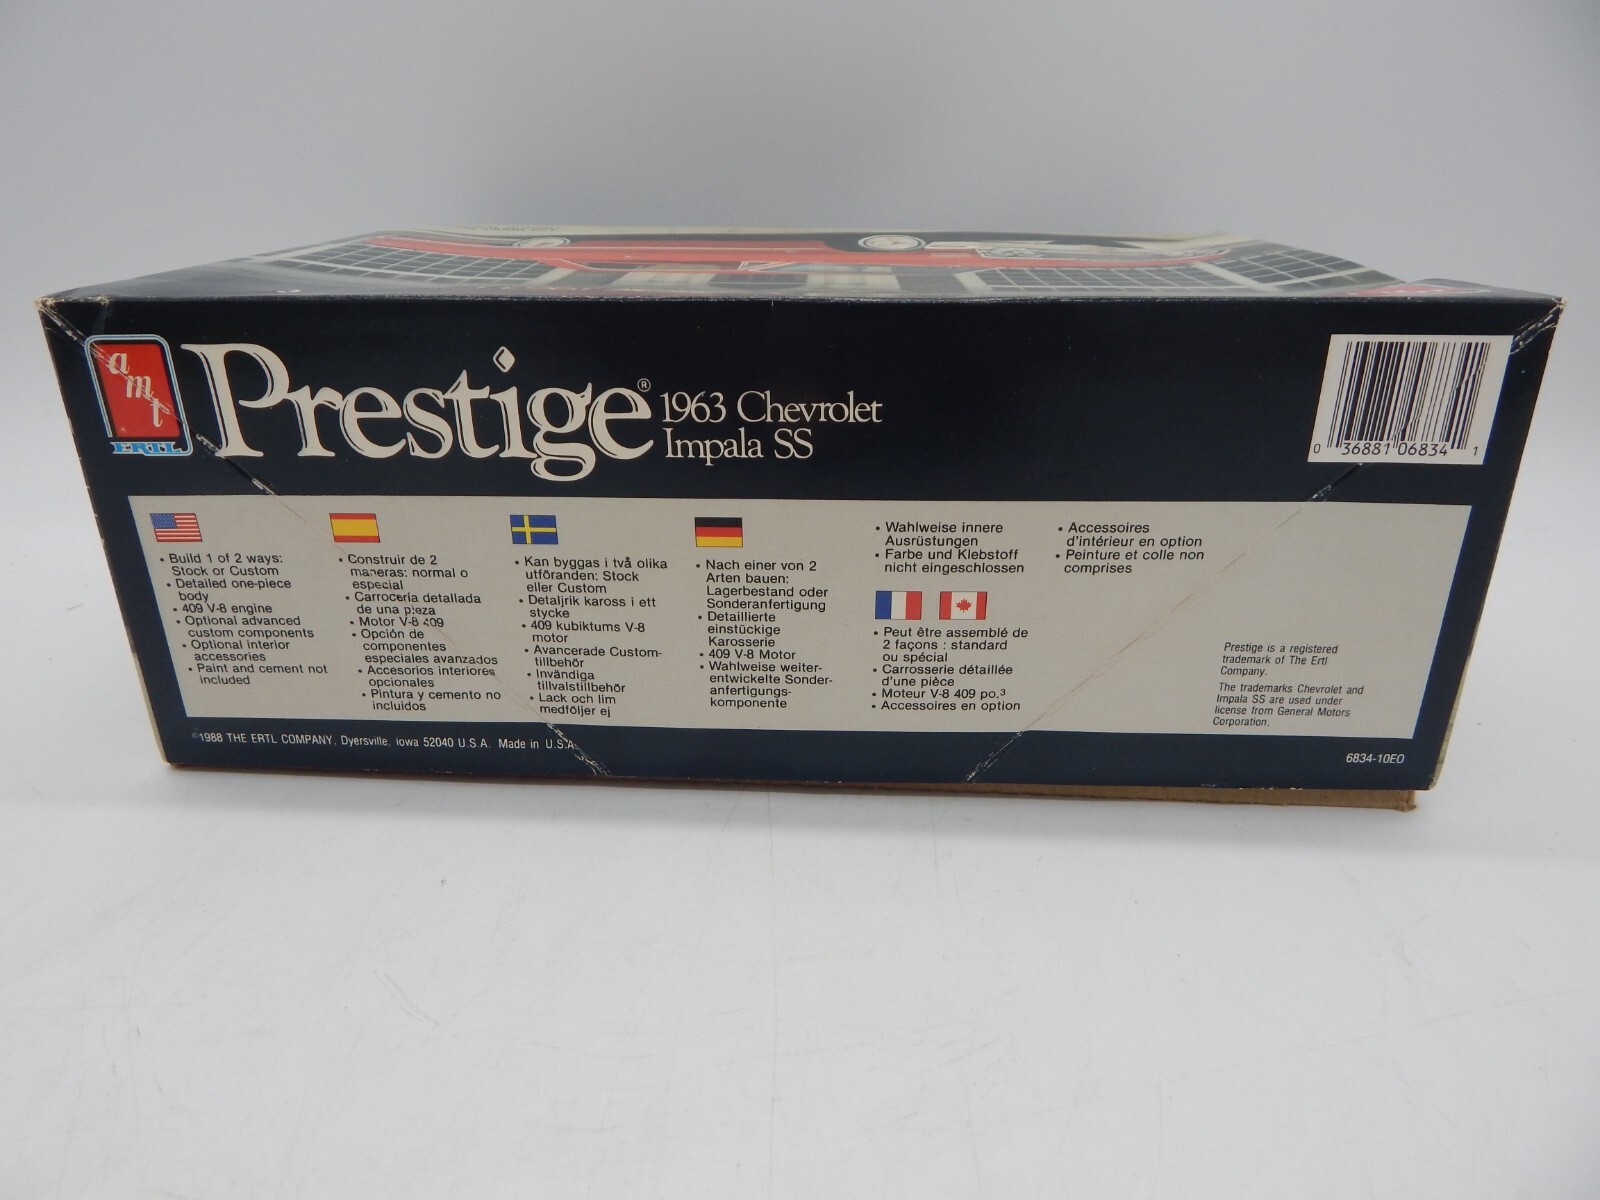 amt
ERTL
Prestige®
1963 Chevrolet
Impala SS
0 36881 06834 1
• Build 1 of 2 ways:
Stock or Custom
• Detailed one-piece
body
• 409 V-8 engine
• Optional advanced
custom components
• Optional interior
accessories
• Paint and cement not
included
• Construir de 2
maneras: normal o
especial
• Carrocería detallada
de una pieza
• Motor V-8 409
• Opción de
componentes
especiales avanzados
• Accesorios interiores
opcionales
• Pintura y cemento no
incluidos
• Kan byggas i två olika
utföranden: Stock
eller Custom
• Detaljrik kaross i ett
stycke
• 409 kubiktums V-8
motor
• Avancerade Custom-
tillbehör
• Invändiga
tillvalstillbehör
• Lack och lim
medföljer ej
• Nach einer von 2
Arten bauen:
Lagerbestand oder
Sonderanfertigung
• Detaillierte
einstückige
Karosserie
• 409 V-8 Motor
• Wahlweise weiter-
entwickelte Sonder-
anfertigungs-
komponente
• Wahlweise innere
Ausrüstungen
• Farbe und Klebstoff
nicht eingeschlossen
• Peut être assemblé de
2 façons : standard
ou spécial
• Carrosserie détaillée
d'une pièce
• Moteur V-8 409 po.³
• Accessoires en option
• Accessoires
d'intérieur en option
• Peinture et colle non
comprises
Prestige is a registered
trademark of The Ertl
Company.
The trademarks Chevrolet and
Impala SS are used under
license from General Motors
Corporation.
©1988 THE ERTL COMPANY, Dyersville, Iowa 52040 U.S.A. Made in U.S.A.
6834-10EO